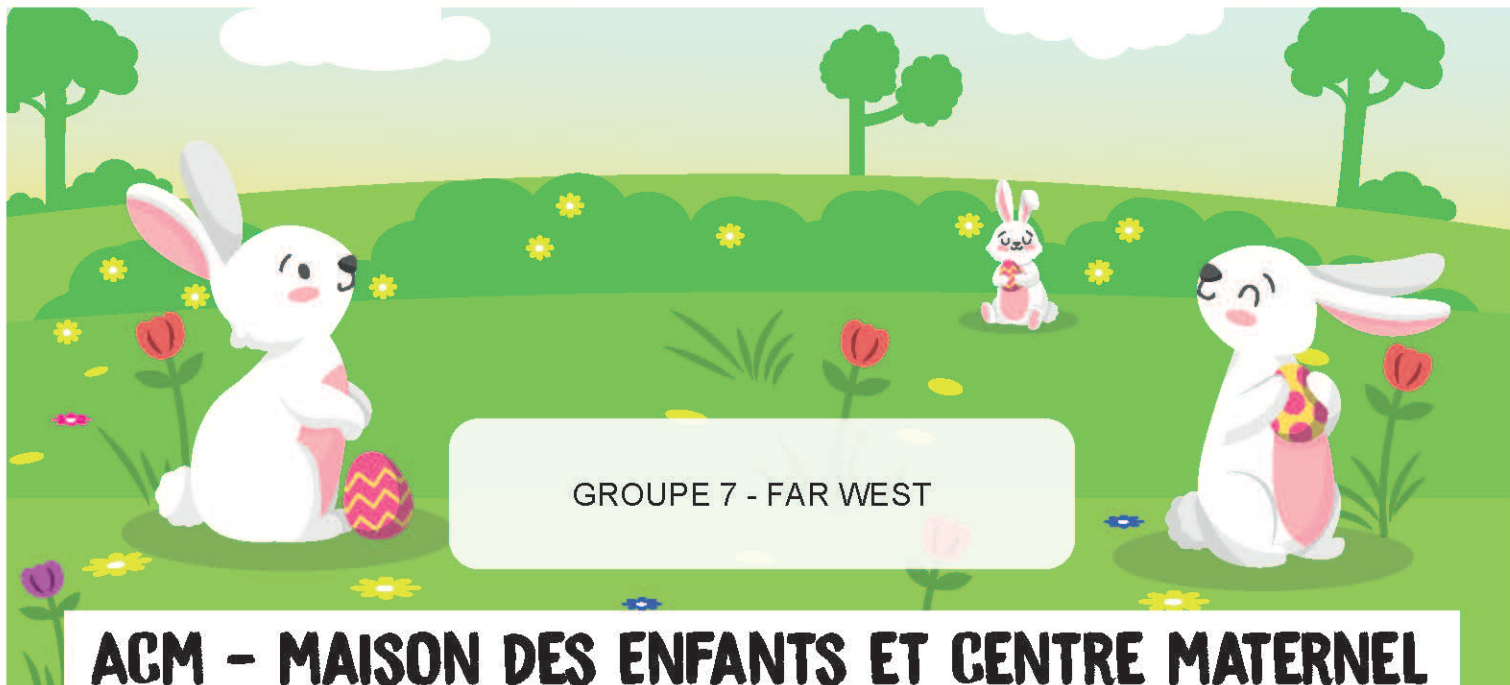 GROUPE 7 - FAR WEST
ACM - MAISON DES ENFANTS ET CENTRE MATERNEL